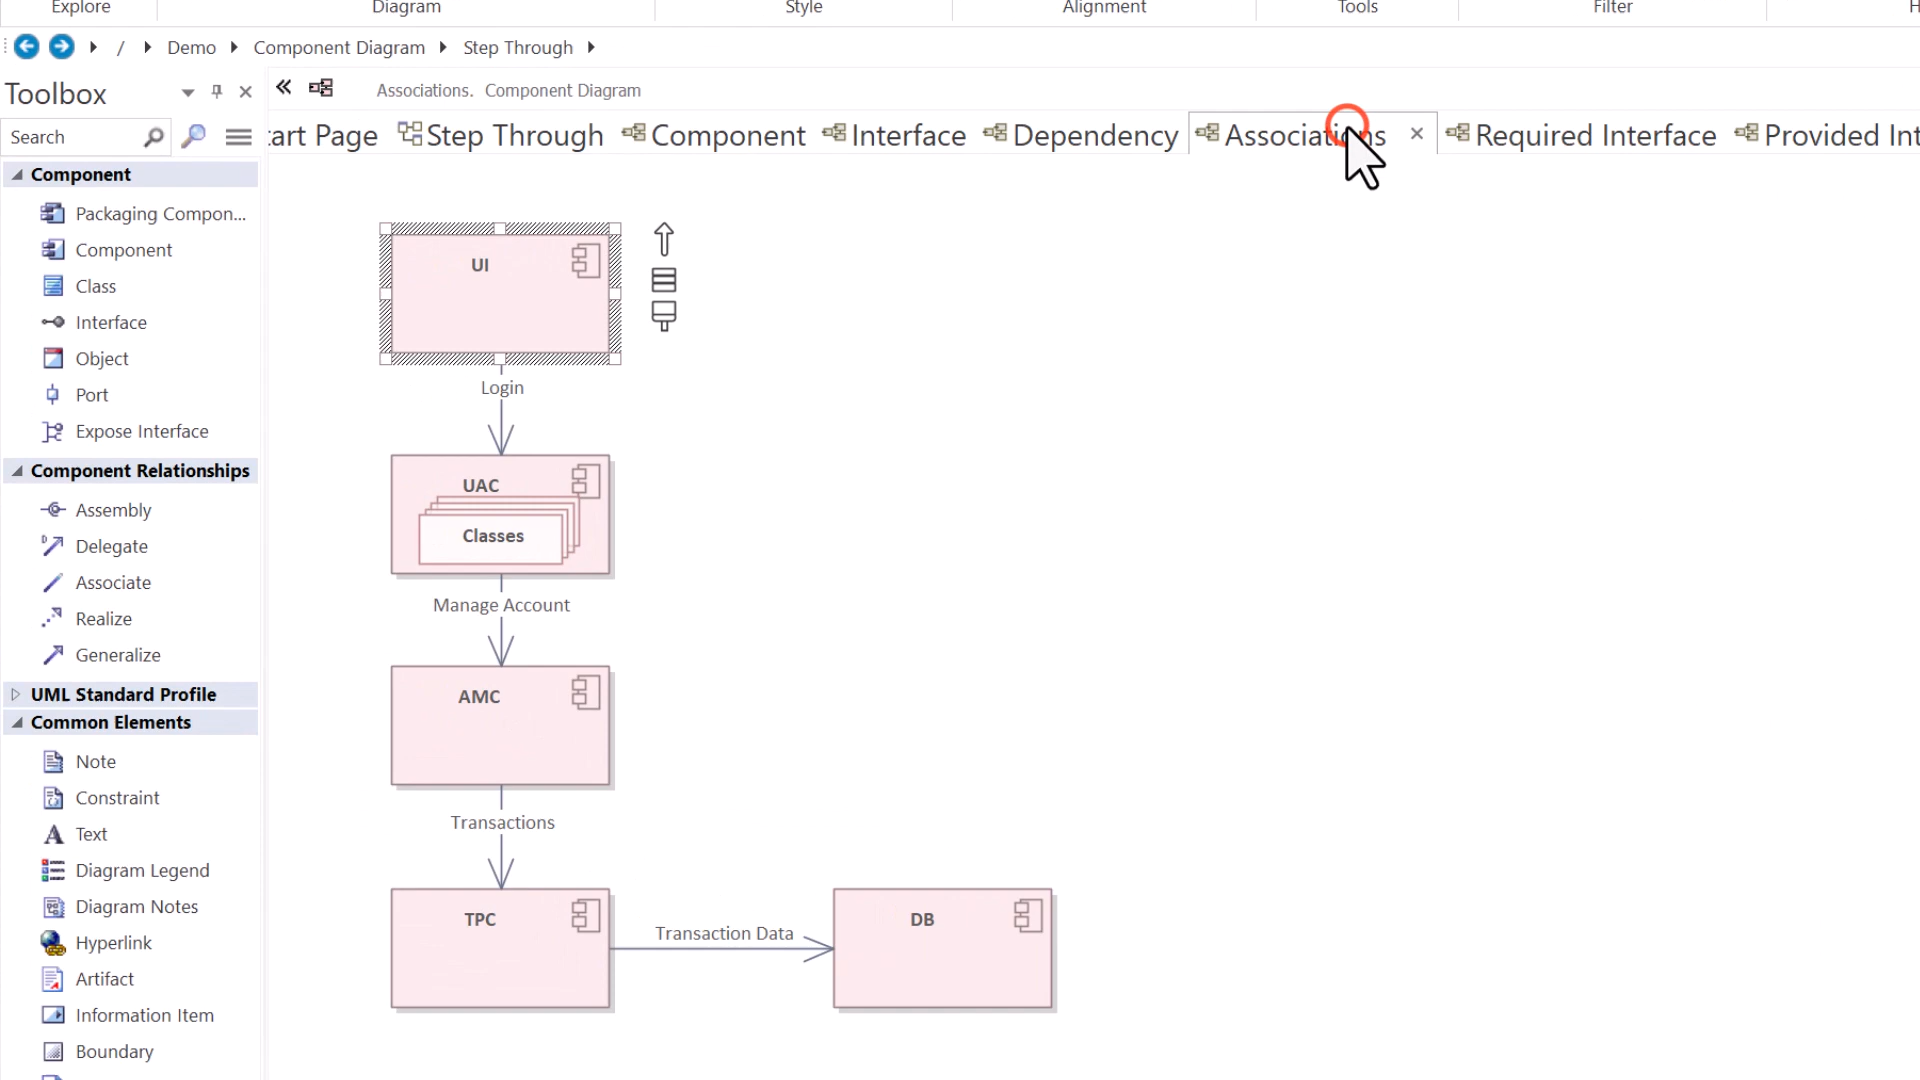 Explore Diagram Style Alignment Tools Filter H
/ Demo Component Diagram Step Through
Toolbox
Associations. Component Diagram
Search
art Page Step Through Component Interface Dependency Associations Required Interface Provided Int
Component
Packaging Compon...
Component
Class
Interface
Object
Port
Expose Interface
Component Relationships
Assembly
Delegate
Associate
Realize
Generalize
UML Standard Profile
Common Elements
Note
Constraint
Text
Diagram Legend
Diagram Notes
Hyperlink
Artifact
Information Item
Boundary
UI
Login
UAC
Classes
Manage Account
AMC
Transactions
TPC
Transaction Data
DB